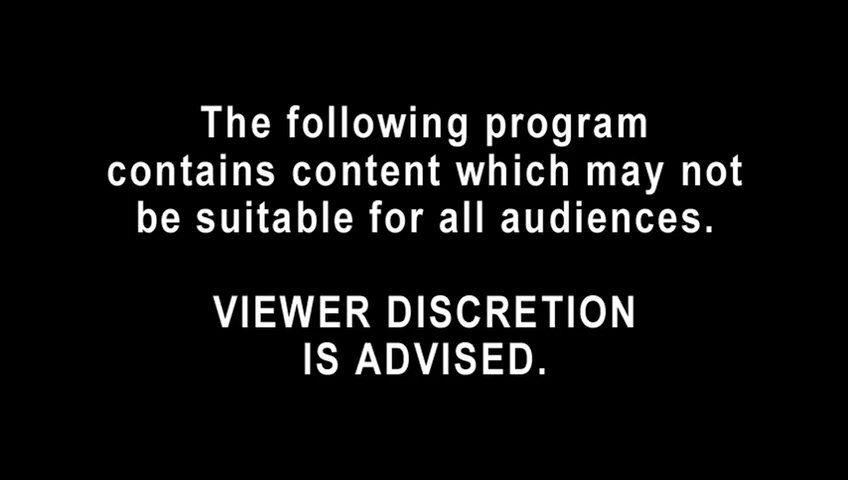 The following program
contains content which may not
be suitable for all audiences.
VIEWER DISCRETION
IS ADVISED.